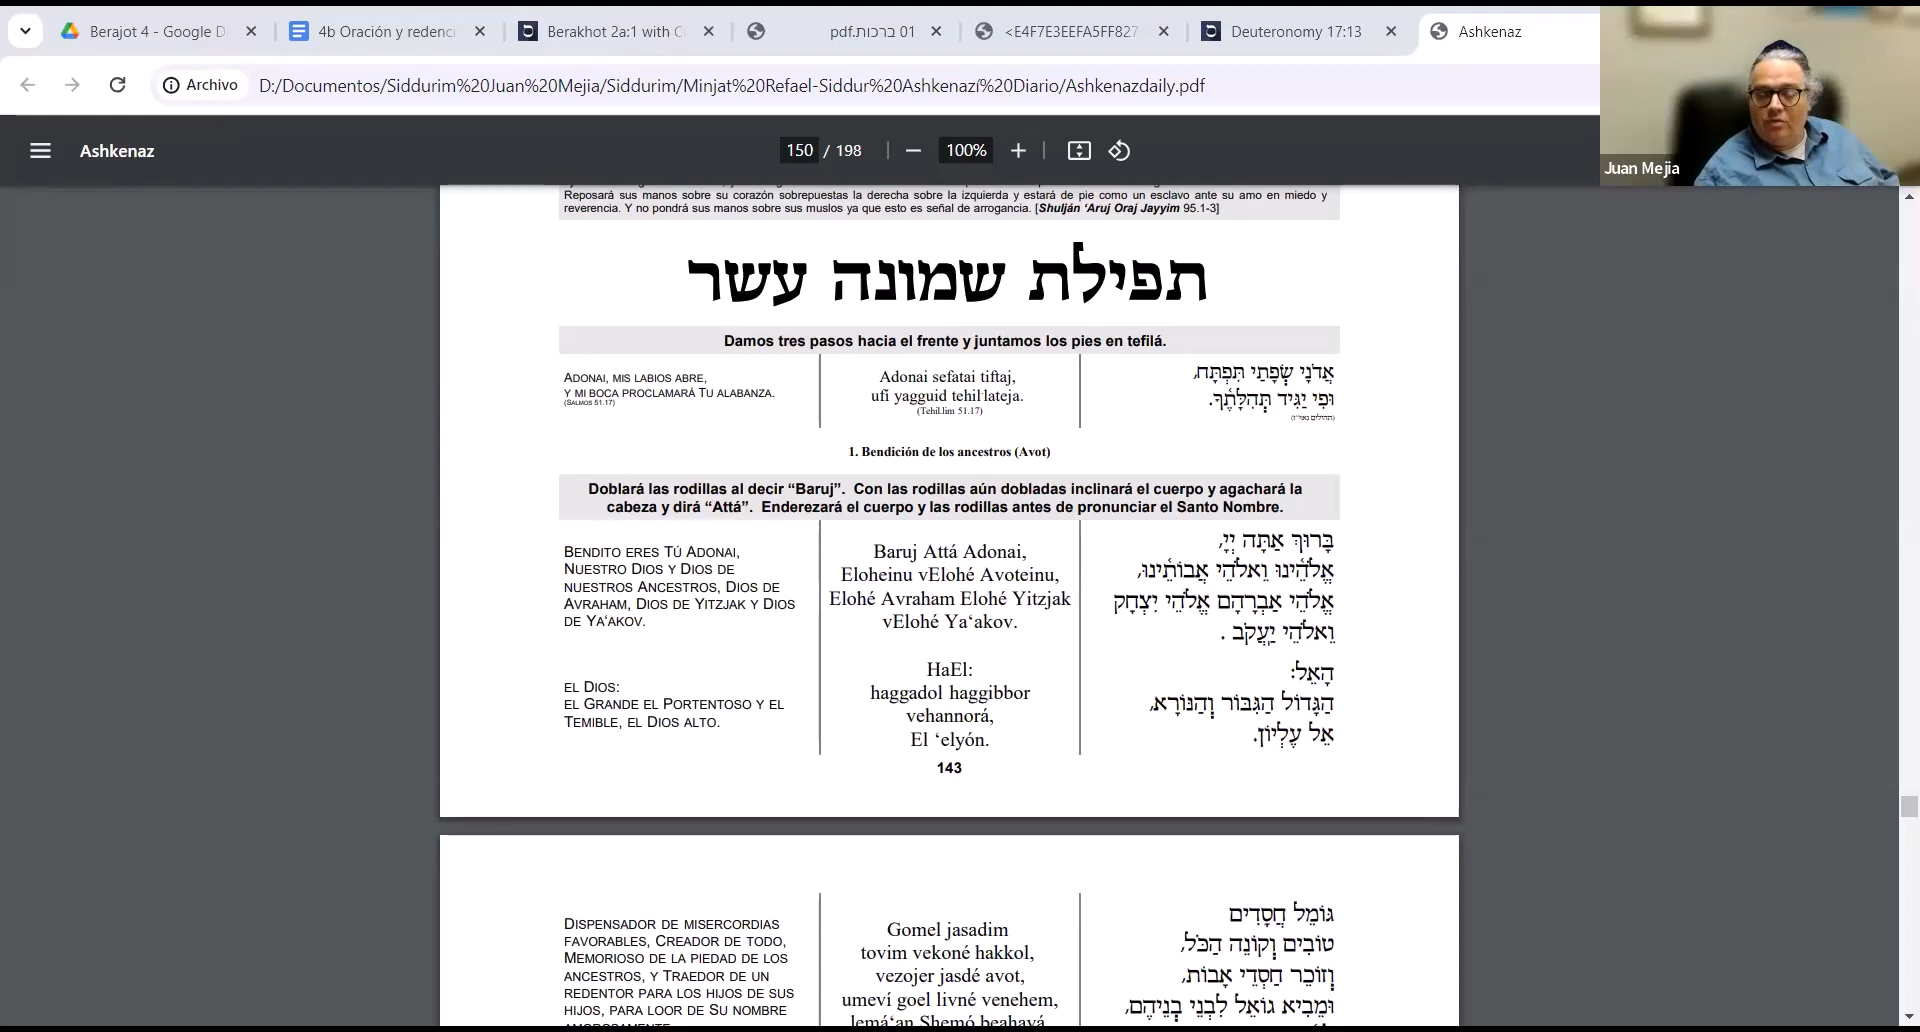 Berajot 4 - Google D
4b Oración y redenci
Berakhot 2a:1 with C
01 ברכות.pdf
<E4F7E3EEFA5FF827
Deuteronomy 17:13
Ashkenaz
Archivo
D:/Documentos/Siddurim%20Juan%20Mejia/Siddurim/Minjat%20Refael-Siddur%20Ashkenazí%20Diario/Ashkenazdaily.pdf
Ashkenaz
150 / 198
100%
Juan Mejia
Reposará sus manos sobre su corazón sobrepuestas la derecha sobre la izquierda y estará de pie como un esclavo ante su amo en miedo y
reverencia. Y no pondrá sus manos sobre sus muslos ya que esto es señal de arrogancia. [Shulján ‘Aruj Oraj Jayyim 95.1-3]
תפילת שמונה עשר
Damos tres pasos hacia el frente y juntamos los pies en tefilá.
ADONAI, MIS LABIOS ABRE,
Y MI BOCA PROCLAMARÁ TU ALABANZA.
(SALMOS 51.17)
Adonai sefatai tiftaj,
ufí yagguid tehil·lateja.
(Tehil.lim 51.17)
אֲדֹנָי שְׂפָתַי תִּפְתָּח,
וּפִי יַגִּיד תְּהִלָּתֶֽךָ.
1. Bendición de los ancestros (Avot)
Doblará las rodillas al decir “Baruj”. Con las rodillas aún dobladas inclinará el cuerpo y agachará la
cabeza y dirá “Attá”. Enderezará el cuerpo y las rodillas antes de pronunciar el Santo Nombre.
BENDITO ERES TÚ ADONAI,
NUESTRO DIOS Y DIOS DE
NUESTROS ANCESTROS, DIOS DE
AVRAHAM, DIOS DE YITZJAK Y DIOS
DE YA‘AKOV.
Baruj Attá Adonai,
Eloheinu vElohé Avoteinu,
Elohé Avraham Elohé Yitzjak
vElohé Ya‘akov.
בָּרוּךְ אַתָּה יְיָ,
אֱלֹהֵֽינוּ וֵאלֹהֵי אֲבוֹתֵֽינוּ,
אֱלֹהֵי אַבְרָהָם אֱלֹהֵי יִצְחָק
וֵאלֹהֵי יַעֲקֹב .
EL DIOS:
EL GRANDE EL PORTENTOSO Y EL
TEMIBLE, EL DIOS ALTO.
HaEl:
haggadol haggibbor
vehannorá,
El ‘elyón.
הָאֵל:
הַגָּדוֹל הַגִּבּוֹר וְהַנּוֹרָא,
אֵל עֶלְיוֹן.
143
DISPENSADOR DE MISERCORDIAS
FAVORABLES, CREADOR DE TODO,
MEMORIOSO DE LA PIEDAD DE LOS
ANCESTROS, Y TRAEDOR DE UN
REDENTOR PARA LOS HIJOS DE SUS
HIJOS, PARA LOOR DE SU NOMBRE
Gomel jasadim
tovim vekoné hakkol,
vezojer jasdé avot,
umeví goel livné venehem,
lemá‘an Shemó beahavá
גּוֹמֵל חֲסָדִים
טוֹבִים וְקוֹנֵה הַכֹּל,
וְזוֹכֵר חַסְדֵי אָבוֹת,
וּמֵבִיא גוֹאֵל לִבְנֵי בְנֵיהֶם,